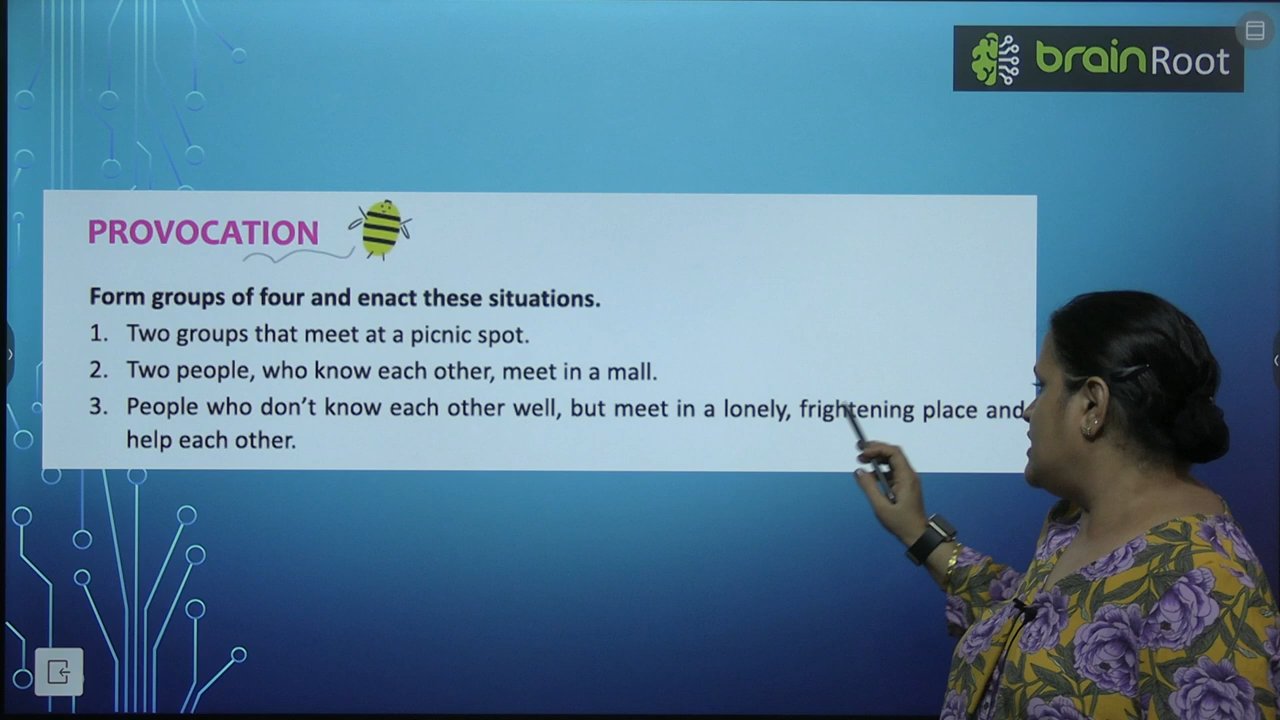 brainRoot
PROVOCATION
Form groups of four and enact these situations.
1. Two groups that meet at a picnic spot.
2. Two people, who know each other, meet in a mall.
3. People who don't know each other well, but meet in a lonely, frightening place and
help each other.